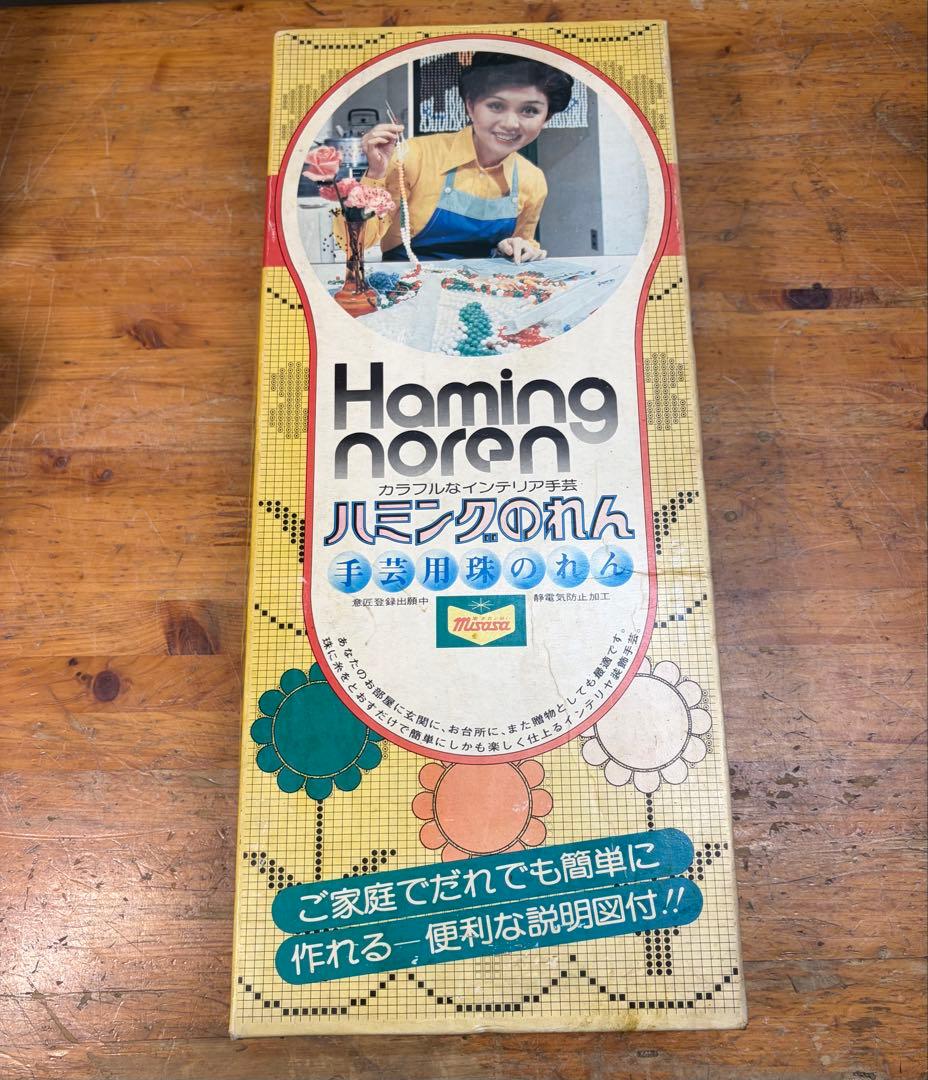 Haming
noren
カラフルなインテリア手芸
ハミングのれん
手芸用珠のれん
意匠登録出願中
静電気防止加工
misasa
あなたのお部屋に玄関に、お台所に、また贈物としても最適です。
珠に糸をとおすだけで簡単にしかも楽しく仕上るインテリヤ装飾手芸。
ご家庭でだれでも簡単に
作れる―便利な説明図付!!